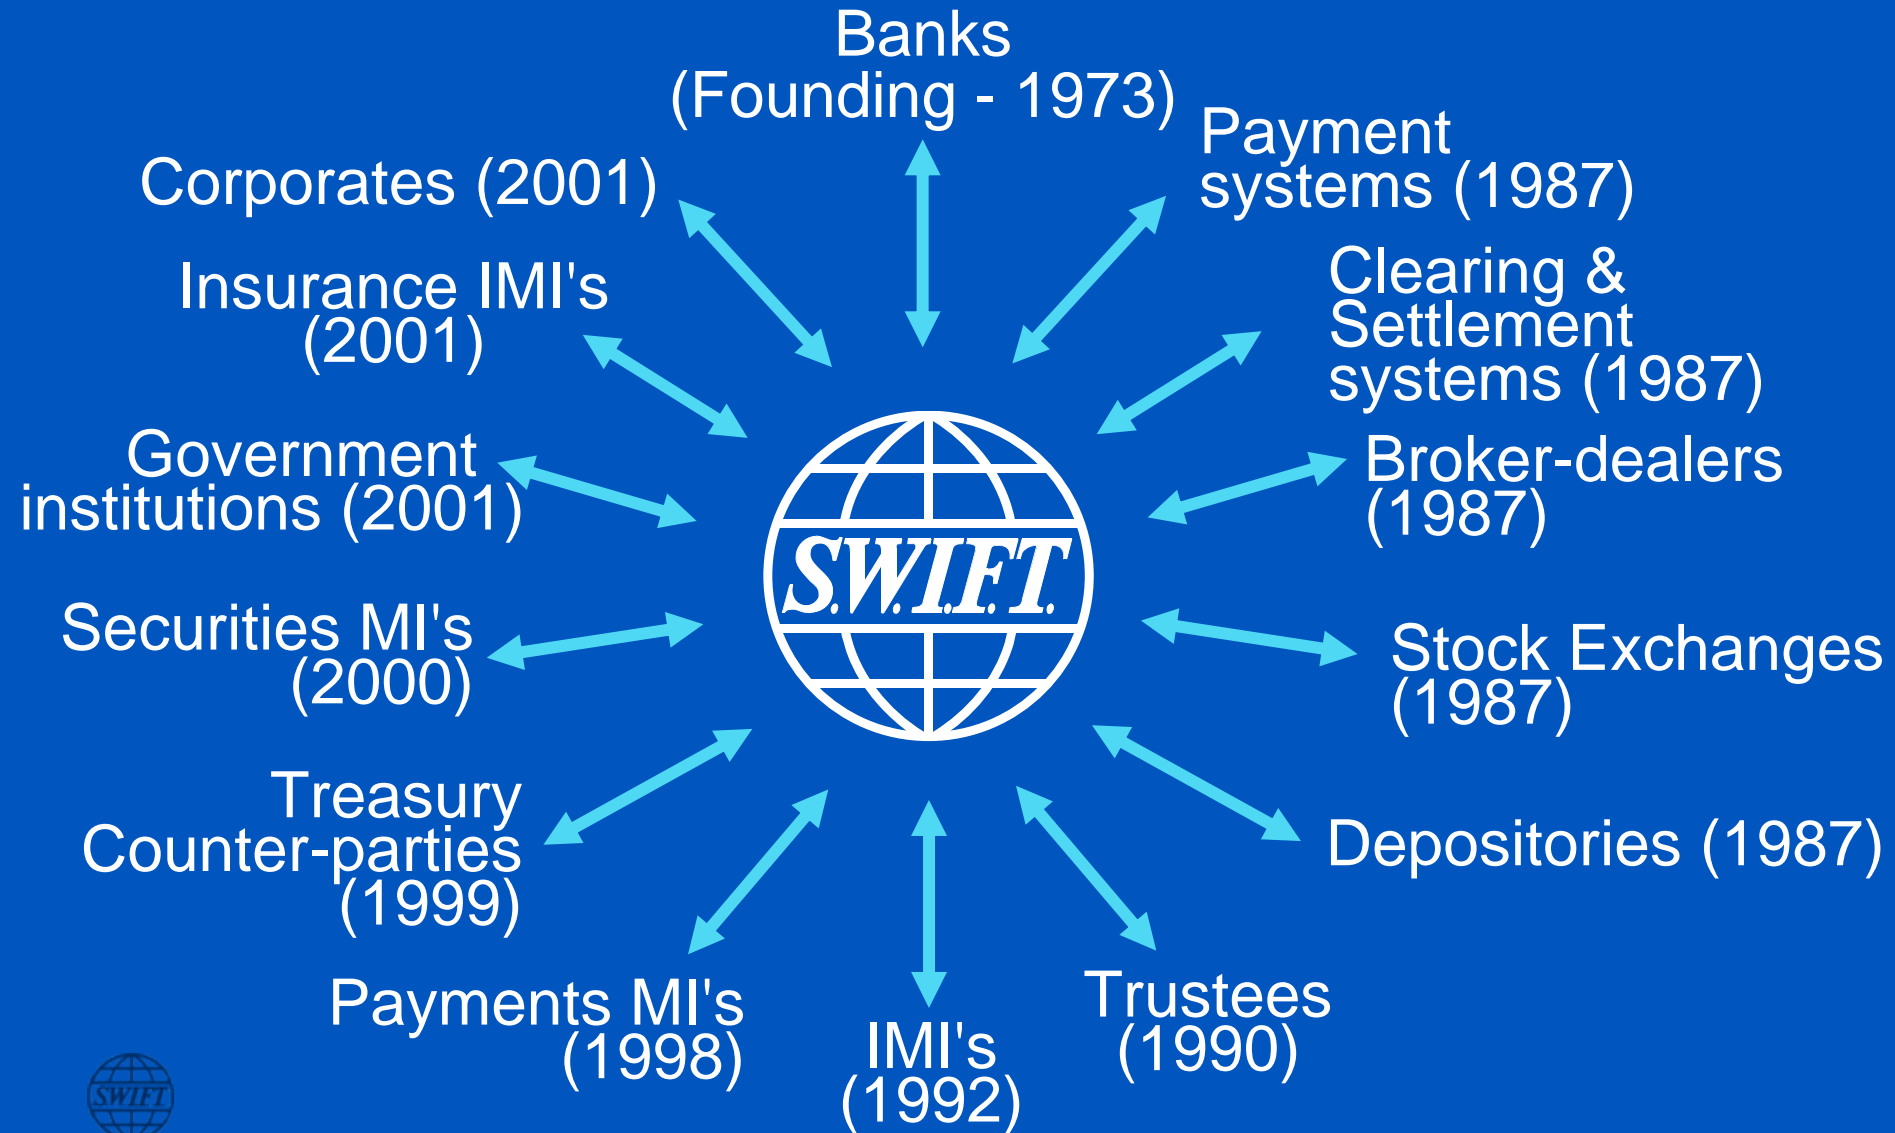 Banks
(Founding - 1973)
Payment
systems (1987)
Clearing &
Settlement
systems (1987)
Broker-dealers
(1987)
Stock Exchanges
(1987)
Depositories (1987)
Trustees
(1990)
IMI's
(1992)
Payments MI's
(1998)
Treasury
Counter-parties
(1999)
Securities MI's
(2000)
Government
institutions (2001)
Insurance IMI's
(2001)
Corporates (2001)
S.W.I.F.T.
SWIFT